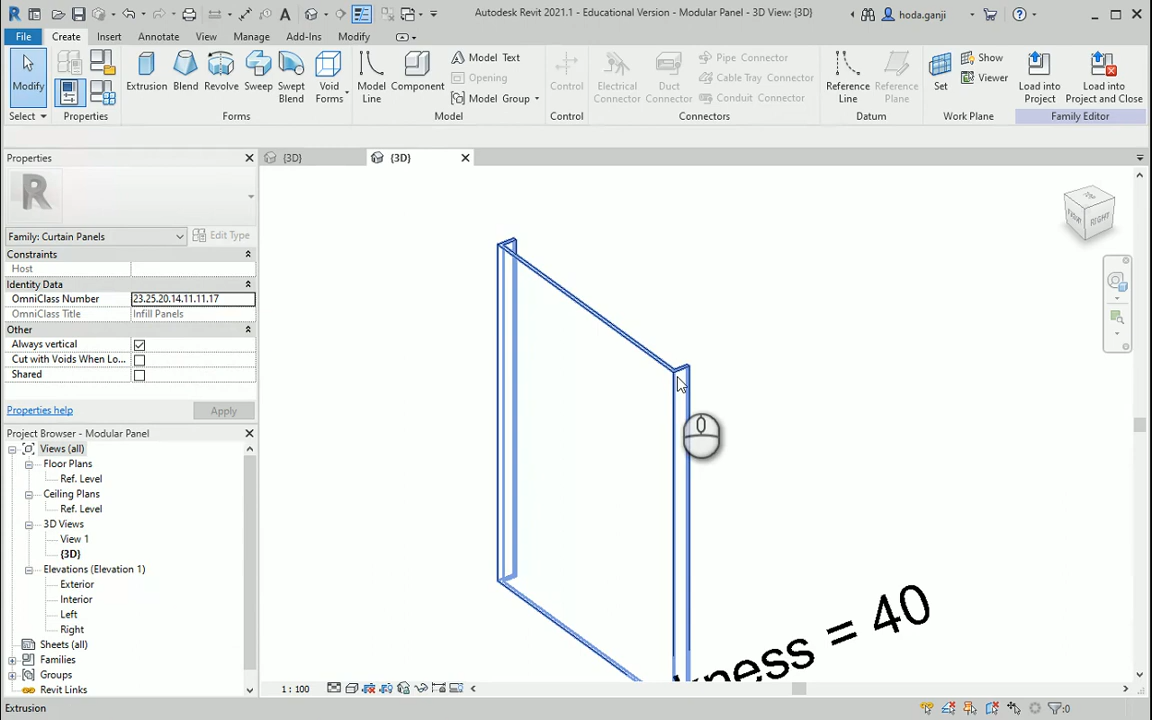 Autodesk Revit 2021.1 - Educational Version - Modular Panel - 3D View: {3D}
hoda.ganji
File Create Insert Annotate View Manage Add-Ins Modify
Modify Extrusion Blend Revolve Sweep Swept Blend Void Forms Model Line Component Model Text Opening Model Group Control Electrical Connector Duct Connector Pipe Connector Cable Tray Connector Conduit Connector Reference Line Reference Plane Set Show Viewer Load into Project Load into Project and Close
Select Properties Forms Model Control Connectors Datum Work Plane Family Editor
Properties
{3D}
{3D}
Family: Curtain Panels Edit Type
Constraints
Host
Identity Data
OmniClass Number 23.25.20.14.11.11.17
OmniClass Title Infill Panels
Other
Always vertical
Cut with Voids When Lo...
Shared
Properties help Apply
Project Browser - Modular Panel
Views (all)
Floor Plans
Ref. Level
Ceiling Plans
Ref. Level
3D Views
View 1
{3D}
Elevations (Elevation 1)
Exterior
Interior
Left
Right
Sheets (all)
Families
Groups
Revit Links
RIGHT
kness = 40
1 : 100
Extrusion
:0